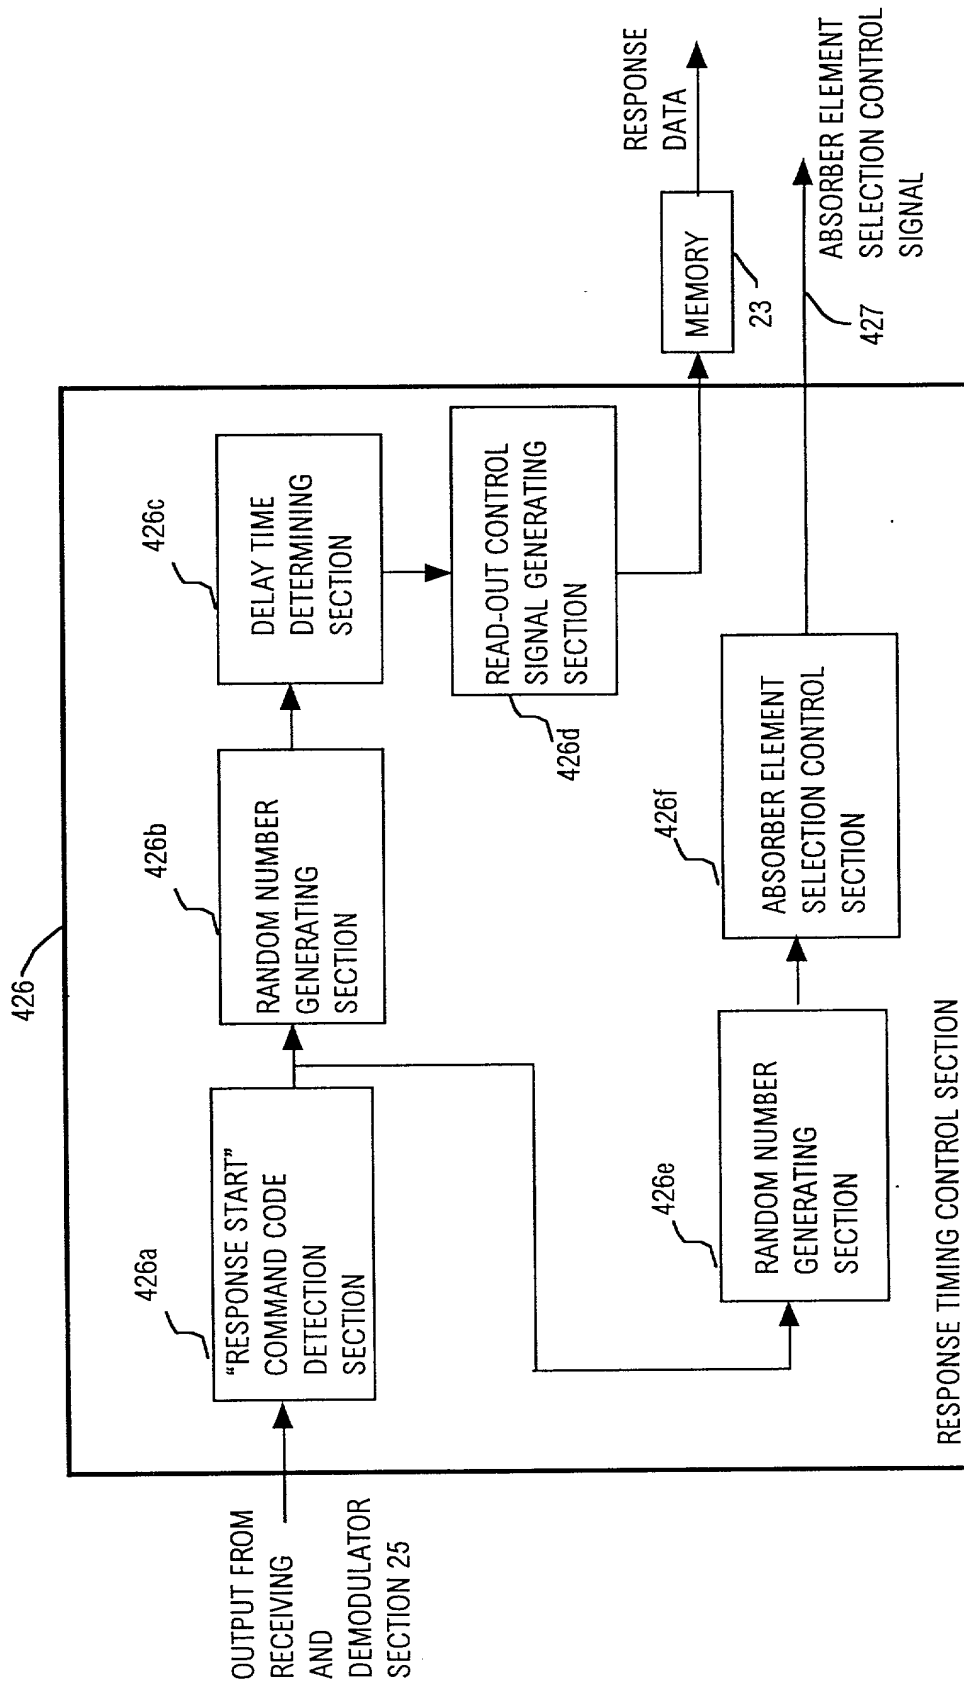 426
OUTPUT FROM
RECEIVING
AND
DEMODULATOR
SECTION 25
426a
“RESPONSE START”
COMMAND CODE
DETECTION
SECTION
426b
RANDOM NUMBER
GENERATING
SECTION
426c
DELAY TIME
DETERMINING
SECTION
READ-OUT CONTROL
SIGNAL GENERATING
SECTION
426d
MEMORY
23
RESPONSE
DATA
426e
RANDOM NUMBER
GENERATING
SECTION
426f
ABSORBER ELEMENT
SELECTION CONTROL
SECTION
427
ABSORBER ELEMENT
SELECTION CONTROL
SIGNAL
RESPONSE TIMING CONTROL SECTION